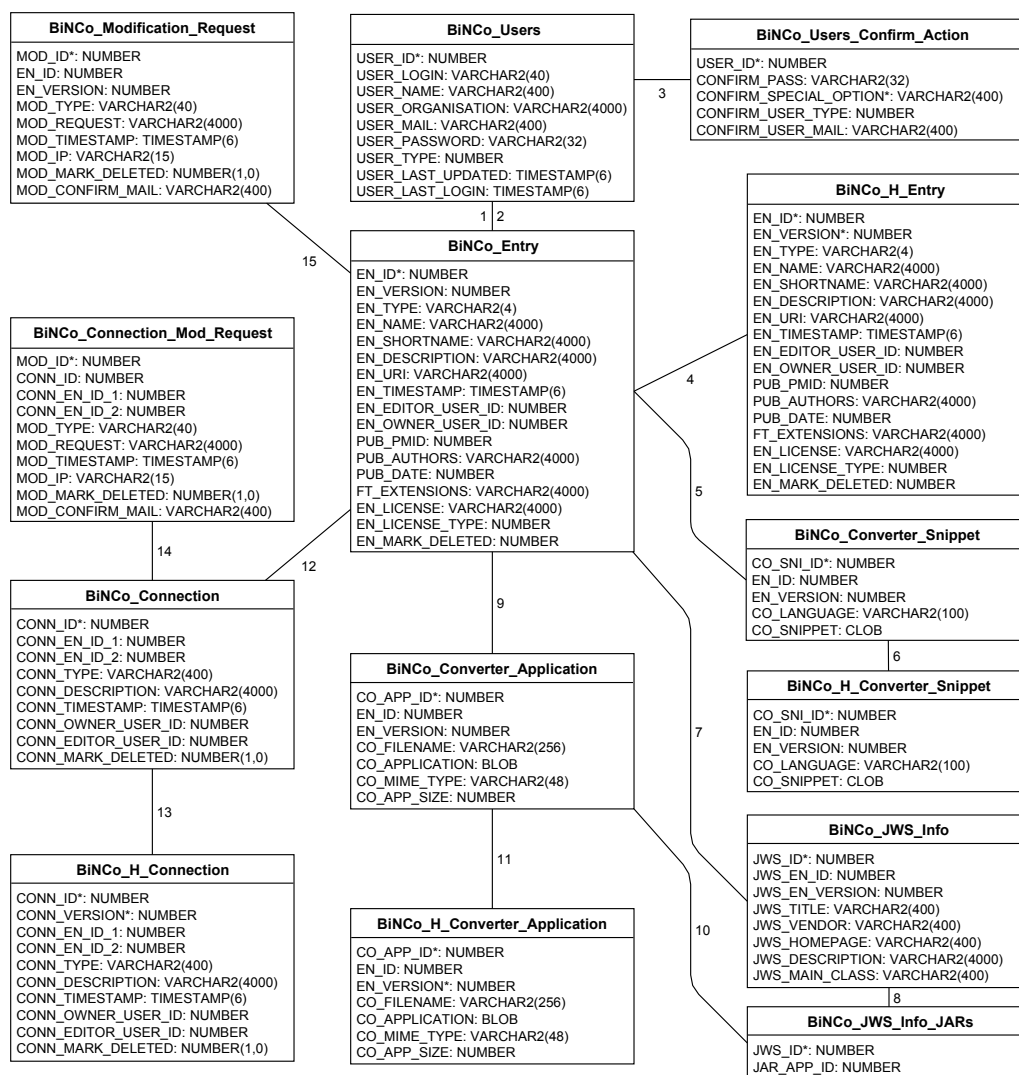 BiNCo_Modification_Request
MOD_ID*: NUMBER
EN_ID: NUMBER
EN_VERSION: NUMBER
MOD_TYPE: VARCHAR2(40)
MOD_REQUEST: VARCHAR2(4000)
MOD_TIMESTAMP: TIMESTAMP(6)
MOD_IP: VARCHAR2(15)
MOD_MARK_DELETED: NUMBER(1,0)
MOD_CONFIRM_MAIL: VARCHAR2(400)
BiNCo_Users
USER_ID*: NUMBER
USER_LOGIN: VARCHAR2(40)
USER_NAME: VARCHAR2(400)
USER_ORGANISATION: VARCHAR2(4000)
USER_MAIL: VARCHAR2(400)
USER_PASSWORD: VARCHAR2(32)
USER_TYPE: NUMBER
USER_LAST_UPDATED: TIMESTAMP(6)
USER_LAST_LOGIN: TIMESTAMP(6)
3
BiNCo_Users_Confirm_Action
USER_ID*: NUMBER
CONFIRM_PASS: VARCHAR2(32)
CONFIRM_SPECIAL_OPTION*: VARCHAR2(400)
CONFIRM_USER_TYPE: NUMBER
CONFIRM_USER_MAIL: VARCHAR2(400)
1 2
15
BiNCo_Entry
EN_ID*: NUMBER
EN_VERSION: NUMBER
EN_TYPE: VARCHAR2(4)
EN_NAME: VARCHAR2(4000)
EN_SHORTNAME: VARCHAR2(4000)
EN_DESCRIPTION: VARCHAR2(4000)
EN_URI: VARCHAR2(4000)
EN_TIMESTAMP: TIMESTAMP(6)
EN_EDITOR_USER_ID: NUMBER
EN_OWNER_USER_ID: NUMBER
PUB_PMID: NUMBER
PUB_AUTHORS: VARCHAR2(4000)
PUB_DATE: NUMBER
FT_EXTENSIONS: VARCHAR2(4000)
EN_LICENSE: VARCHAR2(4000)
EN_LICENSE_TYPE: NUMBER
EN_MARK_DELETED: NUMBER
4
BiNCo_H_Entry
EN_ID*: NUMBER
EN_VERSION*: NUMBER
EN_TYPE: VARCHAR2(4)
EN_NAME: VARCHAR2(4000)
EN_SHORTNAME: VARCHAR2(4000)
EN_DESCRIPTION: VARCHAR2(4000)
EN_URI: VARCHAR2(4000)
EN_TIMESTAMP: TIMESTAMP(6)
EN_EDITOR_USER_ID: NUMBER
EN_OWNER_USER_ID: NUMBER
PUB_PMID: NUMBER
PUB_AUTHORS: VARCHAR2(4000)
PUB_DATE: NUMBER
FT_EXTENSIONS: VARCHAR2(4000)
EN_LICENSE: VARCHAR2(4000)
EN_LICENSE_TYPE: NUMBER
EN_MARK_DELETED: NUMBER
BiNCo_Connection_Mod_Request
MOD_ID*: NUMBER
CONN_ID: NUMBER
CONN_EN_ID_1: NUMBER
CONN_EN_ID_2: NUMBER
MOD_TYPE: VARCHAR2(40)
MOD_REQUEST: VARCHAR2(4000)
MOD_TIMESTAMP: TIMESTAMP(6)
MOD_IP: VARCHAR2(15)
MOD_MARK_DELETED: NUMBER(1,0)
MOD_CONFIRM_MAIL: VARCHAR2(400)
5
14
12
9
BiNCo_Converter_Snippet
CO_SNI_ID*: NUMBER
EN_ID: NUMBER
EN_VERSION: NUMBER
CO_LANGUAGE: VARCHAR2(100)
CO_SNIPPET: CLOB
6
BiNCo_H_Converter_Snippet
CO_SNI_ID*: NUMBER
EN_ID: NUMBER
EN_VERSION: NUMBER
CO_LANGUAGE: VARCHAR2(100)
CO_SNIPPET: CLOB
BiNCo_Connection
CONN_ID*: NUMBER
CONN_EN_ID_1: NUMBER
CONN_EN_ID_2: NUMBER
CONN_TYPE: VARCHAR2(400)
CONN_DESCRIPTION: VARCHAR2(4000)
CONN_TIMESTAMP: TIMESTAMP(6)
CONN_OWNER_USER_ID: NUMBER
CONN_EDITOR_USER_ID: NUMBER
CONN_MARK_DELETED: NUMBER(1,0)
BiNCo_Converter_Application
CO_APP_ID*: NUMBER
EN_ID: NUMBER
EN_VERSION: NUMBER
CO_FILENAME: VARCHAR2(256)
CO_APPLICATION: BLOB
CO_MIME_TYPE: VARCHAR2(48)
CO_APP_SIZE: NUMBER
7
13
11
10
BiNCo_H_Connection
CONN_ID*: NUMBER
CONN_VERSION*: NUMBER
CONN_EN_ID_1: NUMBER
CONN_EN_ID_2: NUMBER
CONN_TYPE: VARCHAR2(400)
CONN_DESCRIPTION: VARCHAR2(4000)
CONN_TIMESTAMP: TIMESTAMP(6)
CONN_OWNER_USER_ID: NUMBER
CONN_EDITOR_USER_ID: NUMBER
CONN_MARK_DELETED: NUMBER(1,0)
BiNCo_H_Converter_Application
CO_APP_ID*: NUMBER
EN_ID: NUMBER
EN_VERSION*: NUMBER
CO_FILENAME: VARCHAR2(256)
CO_APPLICATION: BLOB
CO_MIME_TYPE: VARCHAR2(48)
CO_APP_SIZE: NUMBER
BiNCo_JWS_Info
JWS_ID*: NUMBER
JWS_EN_ID: NUMBER
JWS_EN_VERSION: NUMBER
JWS_TITLE: VARCHAR2(400)
JWS_VENDOR: VARCHAR2(400)
JWS_HOMEPAGE: VARCHAR2(400)
JWS_DESCRIPTION: VARCHAR2(4000)
JWS_MAIN_CLASS: VARCHAR2(400)
8
BiNCo_JWS_Info_JARs
JWS_ID*: NUMBER
JAR_APP_ID: NUMBER